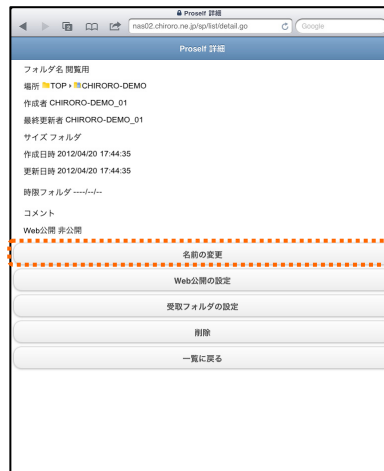 Proself 詳細
nas02.chiroro.ne.jp/sp/list/detail.go
Google
Proself 詳細
フォルダ名 閲覧用
場所 TOP CHIRORO-DEMO
作成者 CHIRORO-DEMO_01
最終更新者 CHIRORO-DEMO_01
サイズ フォルダ
作成日時 2012/04/20 17:44:35
更新日時 2012/04/20 17:44:35
時限フォルダ ----/--/--
コメント
Web公開 非公開
名前の変更
Web公開の設定
受取フォルダの設定
削除
一覧に戻る